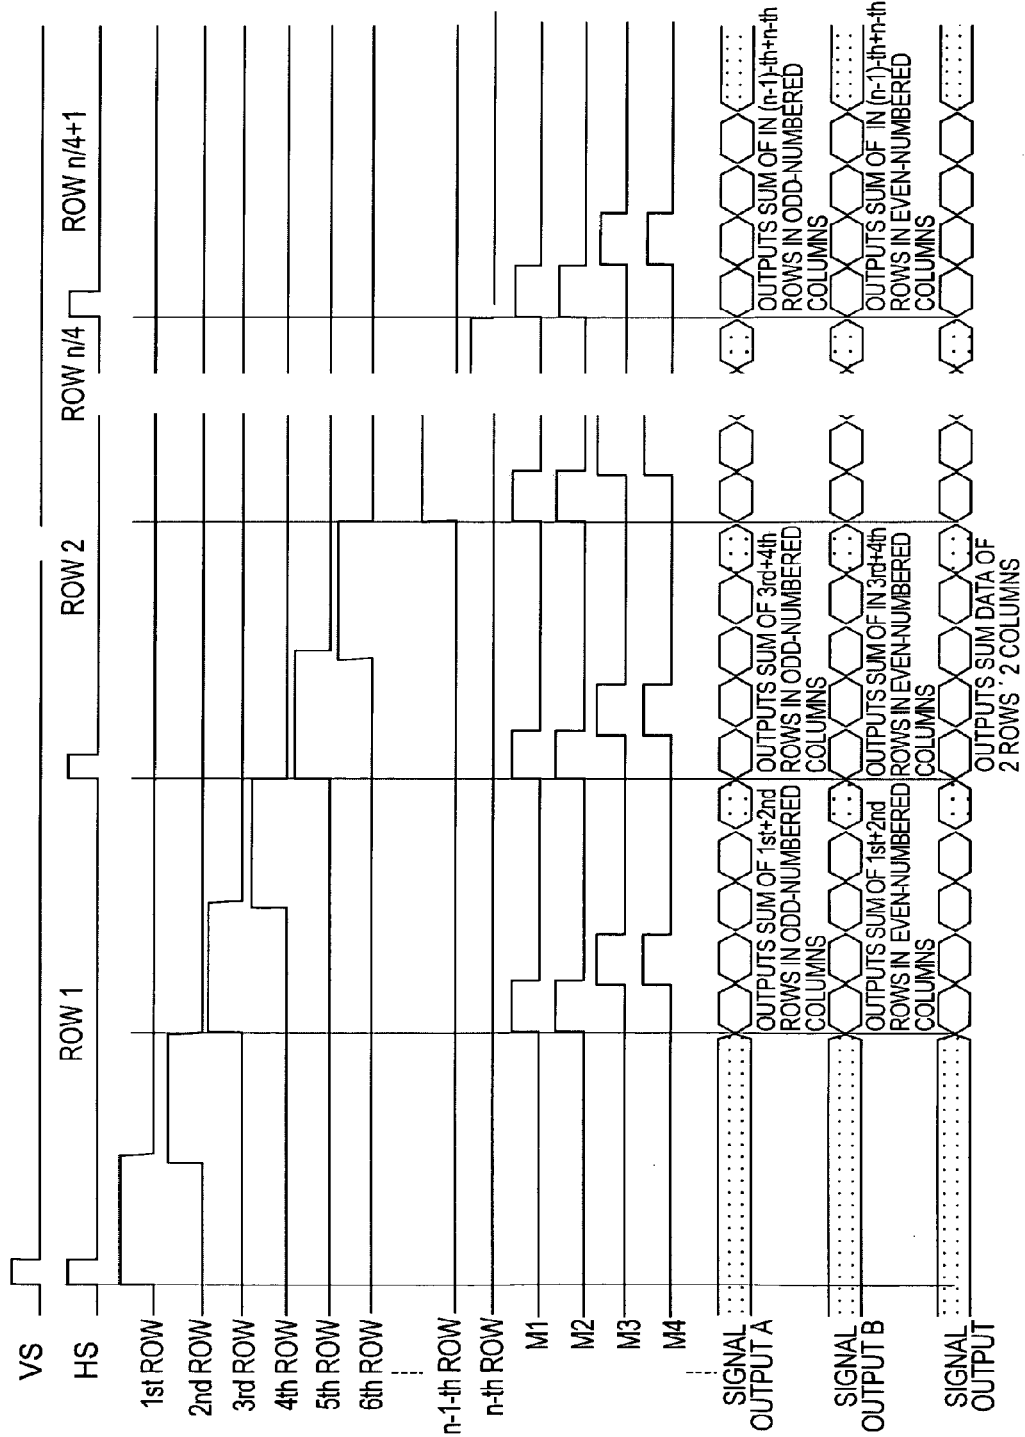 VS
HS
ROW 1
ROW 2
ROW n/4
ROW n/4+1
1st ROW
2nd ROW
3rd ROW
4th ROW
5th ROW
6th ROW
n-1-th ROW
n-th ROW
M1
M2
M3
M4
SIGNAL
OUTPUT A
OUTPUTS SUM OF 1st+2nd
ROWS IN ODD-NUMBERED
COLUMNS
OUTPUTS SUM OF 3rd+4th
ROWS IN ODD-NUMBERED
COLUMNS
OUTPUTS SUM OF IN (n-1)-th+n-th
ROWS IN ODD-NUMBERED
COLUMNS
SIGNAL
OUTPUT B
OUTPUTS SUM OF 1st+2nd
ROWS IN EVEN-NUMBERED
COLUMNS
OUTPUTS SUM OF IN 3rd+4th
ROWS IN EVEN-NUMBERED
COLUMNS
OUTPUTS SUM OF IN (n-1)-th+n-th
ROWS IN EVEN-NUMBERED
COLUMNS
SIGNAL
OUTPUT
OUTPUTS SUM DATA OF
2 ROWS ' 2 COLUMNS